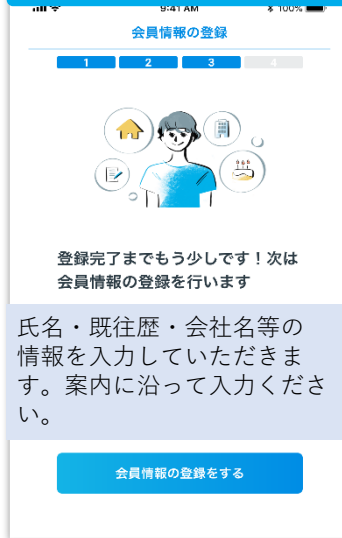 9:41 AM
100%
会員情報の登録
1 2 3 4
登録完了までもう少しです！次は
会員情報の登録を行います
氏名・既往歴・会社名等の
情報を入力していただきま
す。案内に沿って入力くださ
い。
会員情報の登録をする